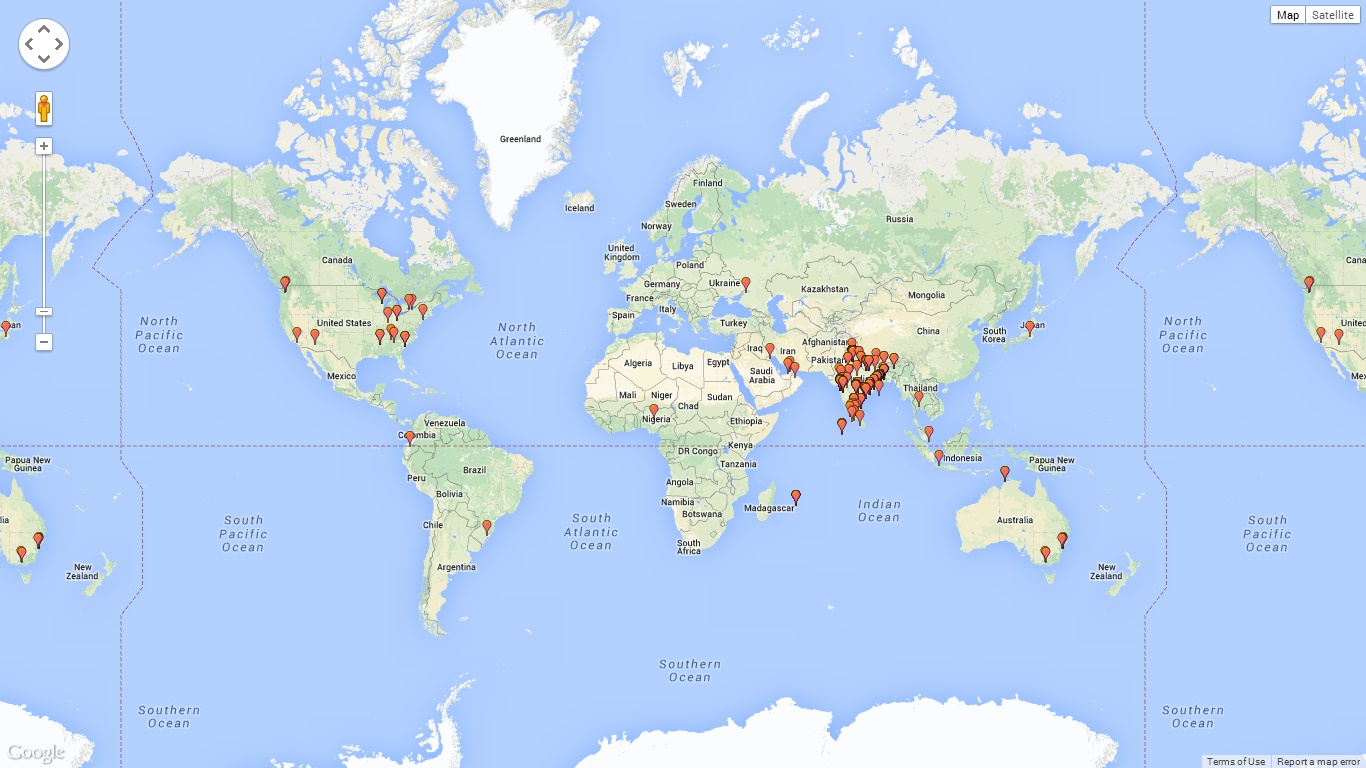 Map
Satellite
Greenland
Iceland
Finland
Sweden
Norway
Russia
United
Kingdom
Canada
Cana
Poland
Germany
Ukraine
Kazakhstan
France
Mongolia
Italy
Spain
Turkey
North
Pacific
Ocean
United States
North
Atlantic
Ocean
China
South
Korea
Japan
an
North
Pacific
Ocean
United
Iraq
Iran
Afghanistan
Pakistan
Algeria
Libya
Egypt
Saudi
Arabia
Mexico
Me
Mali
Niger
Chad
Sudan
Thailand
Nigeria
Ethiopia
Venezuela
Colombia
Kenya
DR Congo
Tanzania
Indonesia
Papua New
Guinea
Papua New
Guinea
Brazil
Peru
Bolivia
Angola
Namibia
Botswana
Madagascar
Indian
Ocean
Australia
lia
South
Pacific
Ocean
Chile
South
Atlantic
Ocean
South
Africa
South
Pacific
Ocean
Argentina
New
Zealand
New
Zealand
Southern
Ocean
Southern
Ocean
Southern
Ocean
Google
Terms of Use
Report a map error